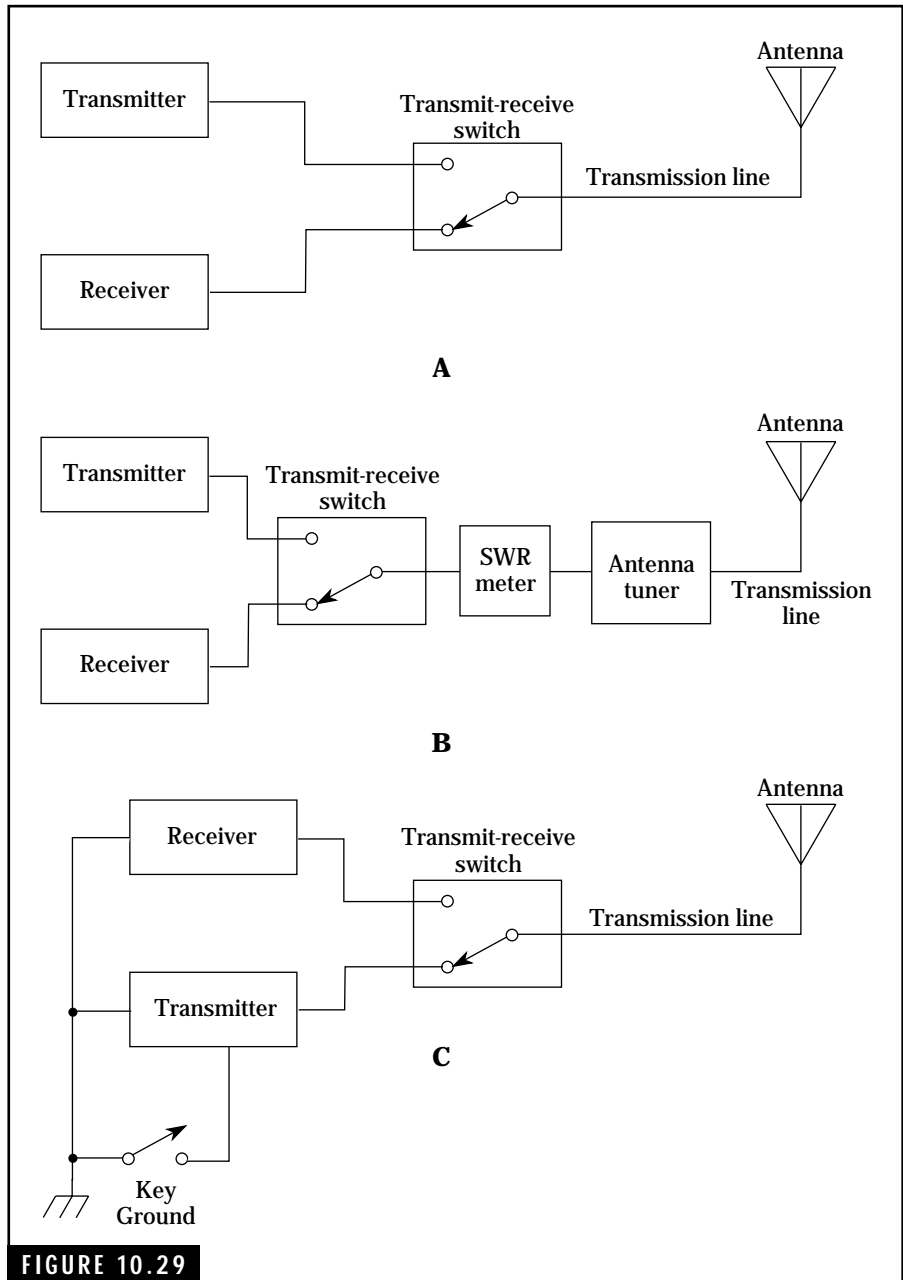 Antenna
Transmitter
Transmit-receive
switch
Transmission line
Receiver
A
Antenna
Transmitter
Transmit-receive
switch
SWR
meter
Antenna
tuner
Transmission
line
Receiver
B
Antenna
Receiver
Transmit-receive
switch
Transmission line
Transmitter
C
Key
Ground
FIGURE 10.29